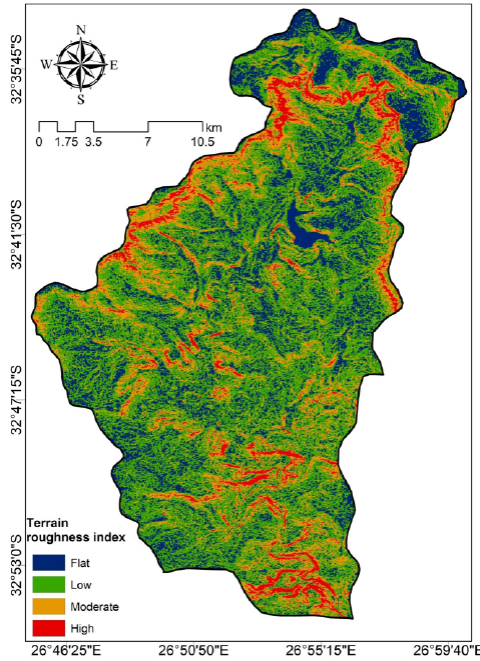 32°35'45"S
N
W E
S
km
0 1.75 3.5 7 10.5
32°41'30"S
32°47'15"S
32°53'0"S
Terrain
roughness index
Flat
Low
Moderate
High
26°46'25"E 26°50'50"E 26°55'15"E 26°59'40"E